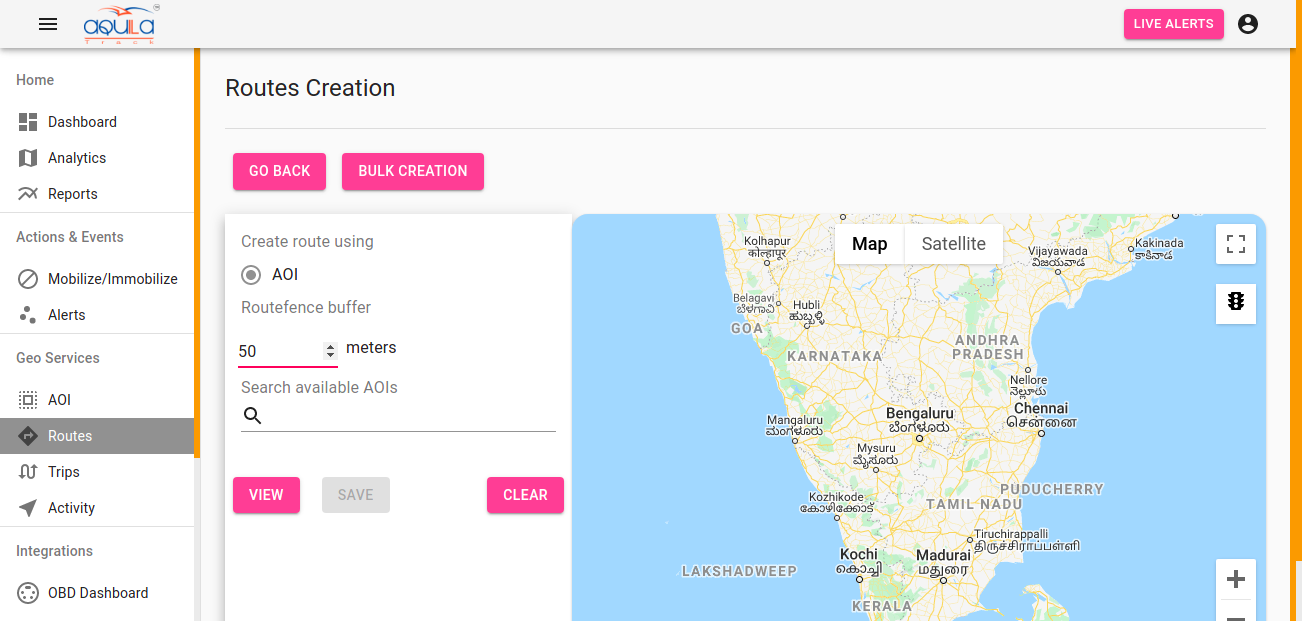 AQUILA
Track
LIVE ALERTS
Home
Dashboard
Analytics
Reports
Actions & Events
Mobilize/Immobilize
Alerts
Geo Services
AOI
Routes
Trips
Activity
Integrations
OBD Dashboard
Routes Creation
GO BACK
BULK CREATION
Create route using
AOI
Routefence buffer
50
meters
Search available AOIs
VIEW
SAVE
CLEAR
Map
Satellite
Kolhapur
कोल्हापूर
Vijayawada
విజయవాడ
Kakinada
కాకినాడ
Belagavi
ಬೆಳಗಾವಿ
Hubli
ಹುಬ್ಬಳ್ಳಿ
GOA
KARNATAKA
ANDHRA
PRADESH
Nellore
నెల్లూరు
Bengaluru
ಬೆಂಗಳೂರು
Chennai
சென்னை
Mangaluru
ಮಂಗಳೂರು
Mysuru
ಮೈಸೂರು
PUDUCHERRY
Kozhikode
കോഴിക്കോട്
TAMIL NADU
Tiruchirappalli
திருச்சிராப்பள்ளி
Kochi
കൊച്ചി
Madurai
மதுரை
LAKSHADWEEP
KERALA